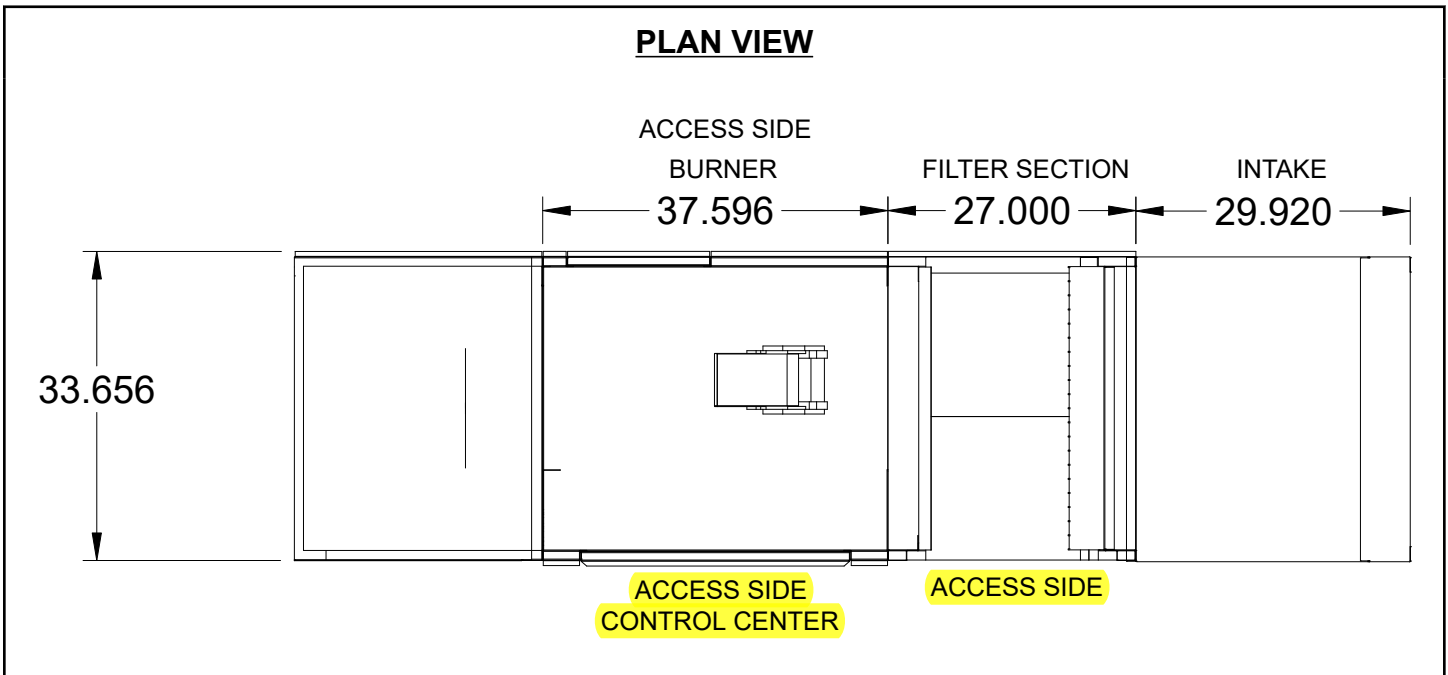 PLAN VIEW
ACCESS SIDE
BURNER FILTER SECTION INTAKE
37.596 27.000 29.920
33.656
ACCESS SIDE ACCESS SIDE
CONTROL CENTER